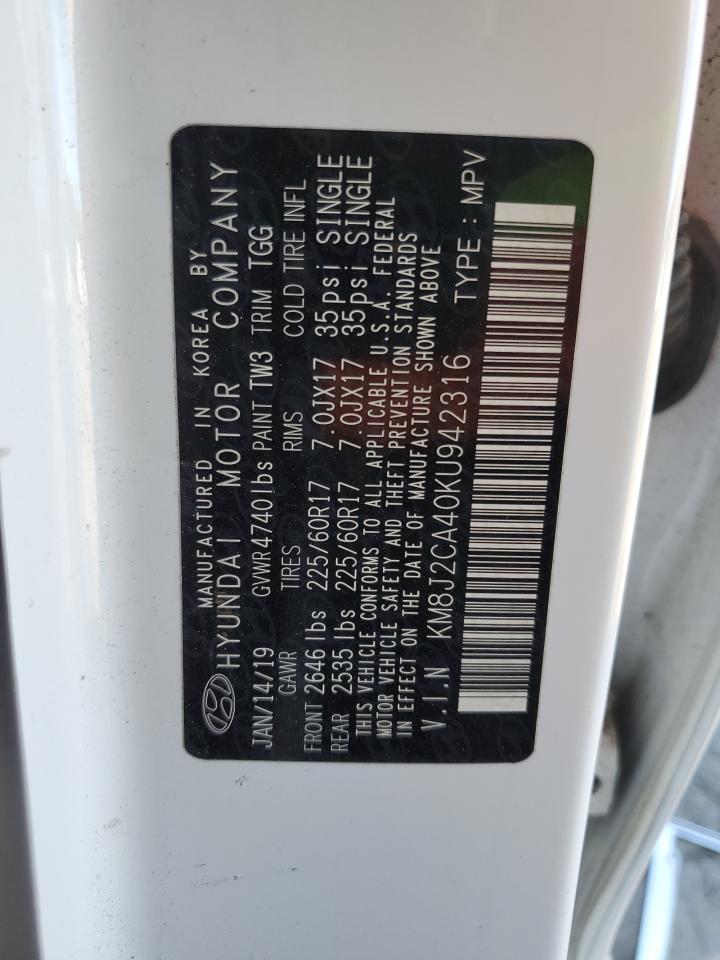 MANUFACTURED IN KOREA BY
HYUNDAI MOTOR COMPANY
JAN/14/19 GVWR4740lbs PAINT TW3 TRIM TGG
GAWR TIRES RIMS COLD TIRE INFL
FRONT 2646 lbs 225/60R17 7.0JX17 35psi SINGLE
REAR 2535 lbs 225/60R17 7.0JX17 35psi SINGLE
THIS VEHICLE CONFORMS TO ALL APPLICABLE U.S.A. FEDERAL
MOTOR VEHICLE SAFETY AND THEFT PREVENTION STANDARDS
IN EFFECT ON THE DATE OF MANUFACTURE SHOWN ABOVE
V.I.N KM8J2CA40KU942316 TYPE : MPV